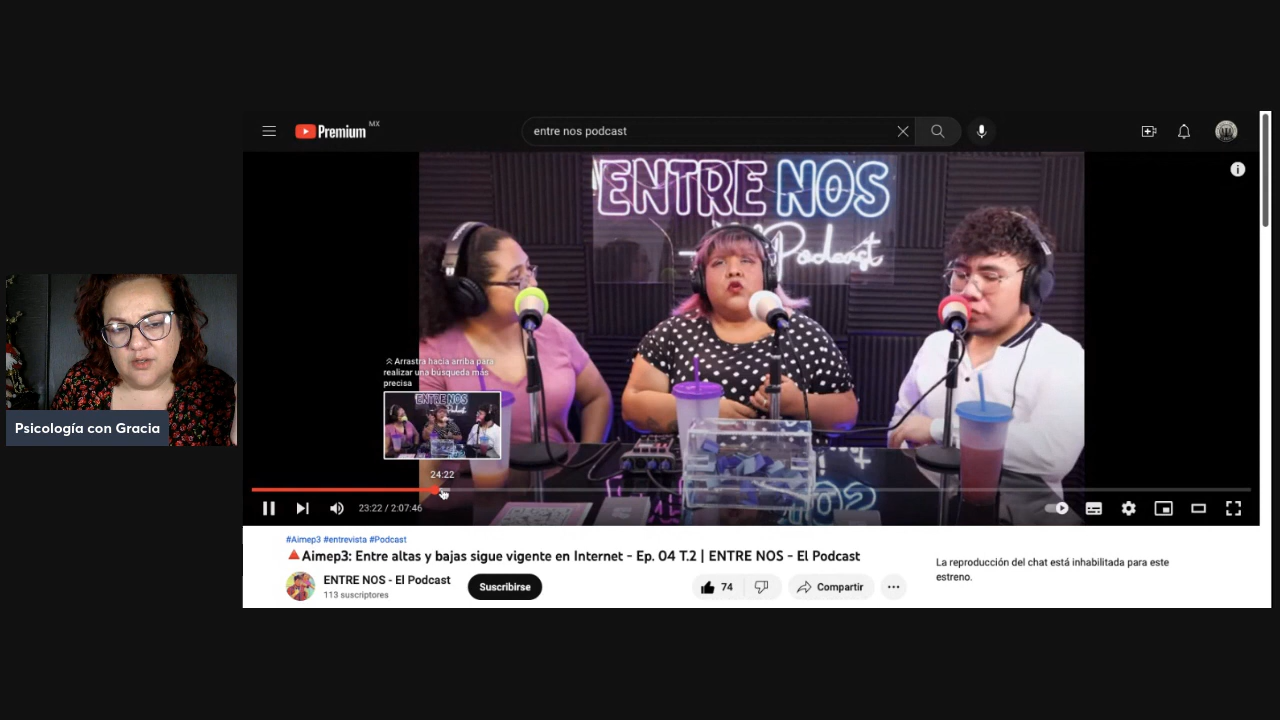 Premium MX
entre nos podcast
ENTRE NOS
Podcast
Arrastra hacia arriba para
realizar una búsqueda más
precisa
ENTRE NOS
24:22
23:22 / 2:07:46
Psicología con Gracia
#Aimep3 #entrevista #Podcast
🔺Aimep3: Entre altas y bajas sigue vigente en Internet - Ep. 04 T.2 | ENTRE NOS - El Podcast
ENTRE NOS - El Podcast
113 suscriptores
Suscribirse
74
Compartir
La reproducción del chat está inhabilitada para este
estreno.